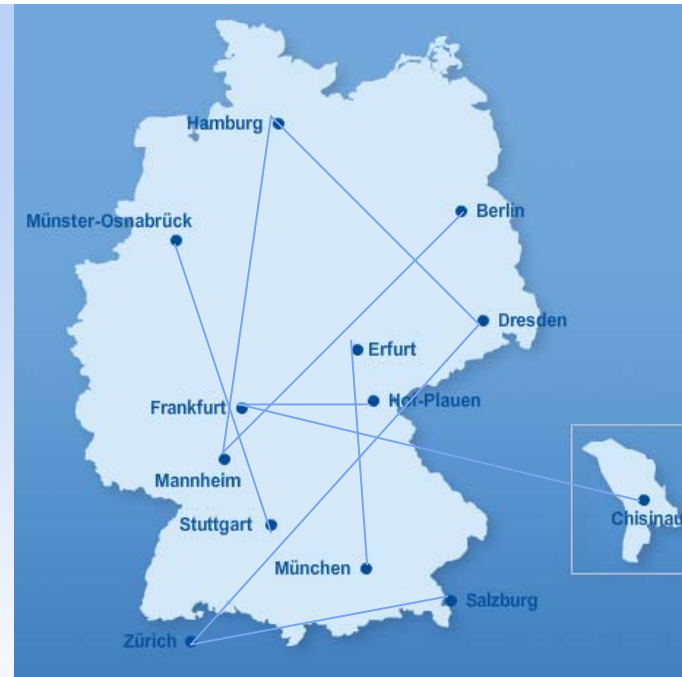 Hamburg
Berlin
Münster-Osnabrück
Dresden
Erfurt
Hof-Plauen
Frankfurt
Mannheim
Chisinau
Stuttgart
München
Salzburg
Zürich